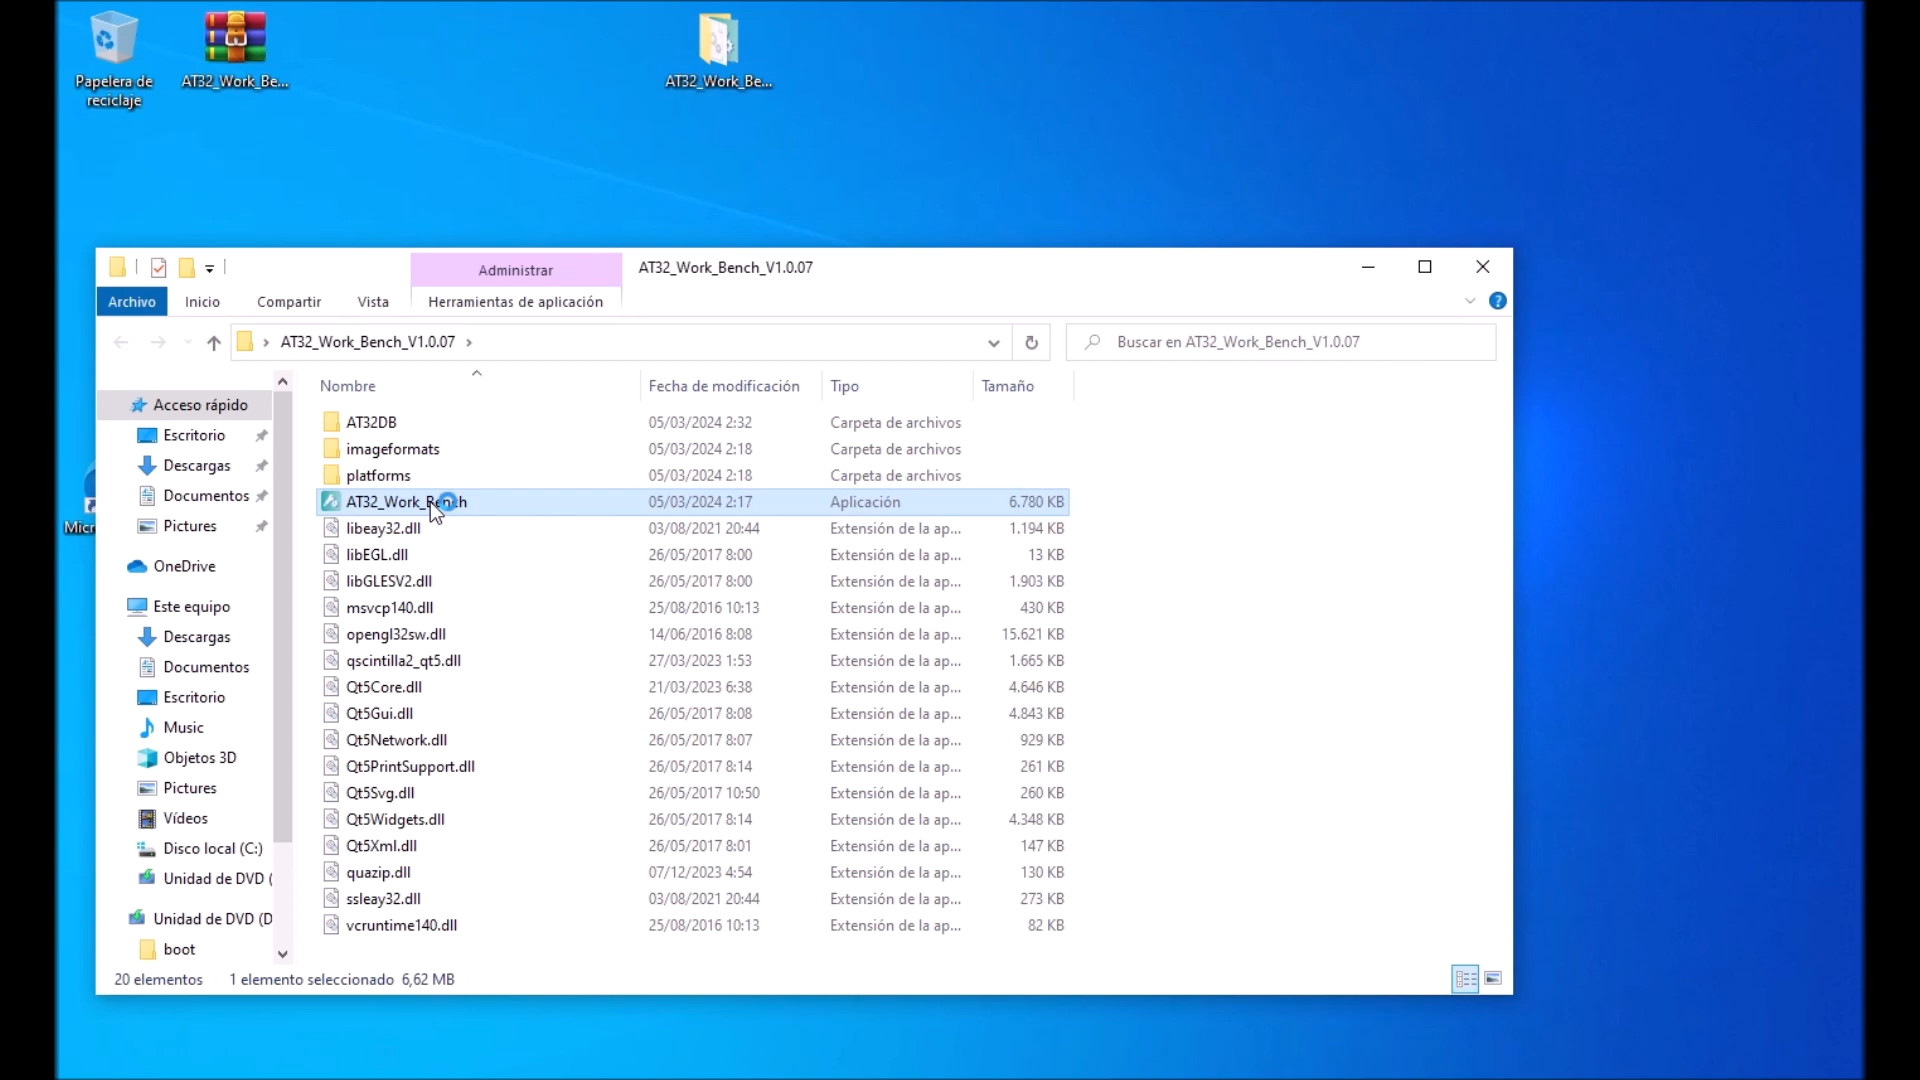 Papelera de
reciclaje
AT32_Work_Be...
AT32_Work_Be...
Administrar
AT32_Work_Bench_V1.0.07
Archivo
Inicio
Compartir
Vista
Herramientas de aplicación
AT32_Work_Bench_V1.0.07
Buscar en AT32_Work_Bench_V1.0.07
Nombre
Fecha de modificación
Tipo
Tamaño
Acceso rápido
Escritorio
Descargas
Documentos
Pictures
OneDrive
Este equipo
Descargas
Documentos
Escritorio
Music
Objetos 3D
Pictures
Vídeos
Disco local (C:)
Unidad de DVD (
Unidad de DVD (D
boot
Micr
AT32DB 05/03/2024 2:32 Carpeta de archivos
imageformats 05/03/2024 2:18 Carpeta de archivos
platforms 05/03/2024 2:18 Carpeta de archivos
AT32_Work_Bench 05/03/2024 2:17 Aplicación 6.780 KB
libeay32.dll 03/08/2021 20:44 Extensión de la ap... 1.194 KB
libEGL.dll 26/05/2017 8:00 Extensión de la ap... 13 KB
libGLESV2.dll 26/05/2017 8:00 Extensión de la ap... 1.903 KB
msvcp140.dll 25/08/2016 10:13 Extensión de la ap... 430 KB
opengl32sw.dll 14/06/2016 8:08 Extensión de la ap... 15.621 KB
qscintilla2_qt5.dll 27/03/2023 1:53 Extensión de la ap... 1.665 KB
Qt5Core.dll 21/03/2023 6:38 Extensión de la ap... 4.646 KB
Qt5Gui.dll 26/05/2017 8:08 Extensión de la ap... 4.843 KB
Qt5Network.dll 26/05/2017 8:07 Extensión de la ap... 929 KB
Qt5PrintSupport.dll 26/05/2017 8:14 Extensión de la ap... 261 KB
Qt5Svg.dll 26/05/2017 10:50 Extensión de la ap... 260 KB
Qt5Widgets.dll 26/05/2017 8:14 Extensión de la ap... 4.348 KB
Qt5Xml.dll 26/05/2017 8:01 Extensión de la ap... 147 KB
quazip.dll 07/12/2023 4:54 Extensión de la ap... 130 KB
ssleay32.dll 03/08/2021 20:44 Extensión de la ap... 273 KB
vcruntime140.dll 25/08/2016 10:13 Extensión de la ap... 82 KB
20 elementos 1 elemento seleccionado 6,62 MB